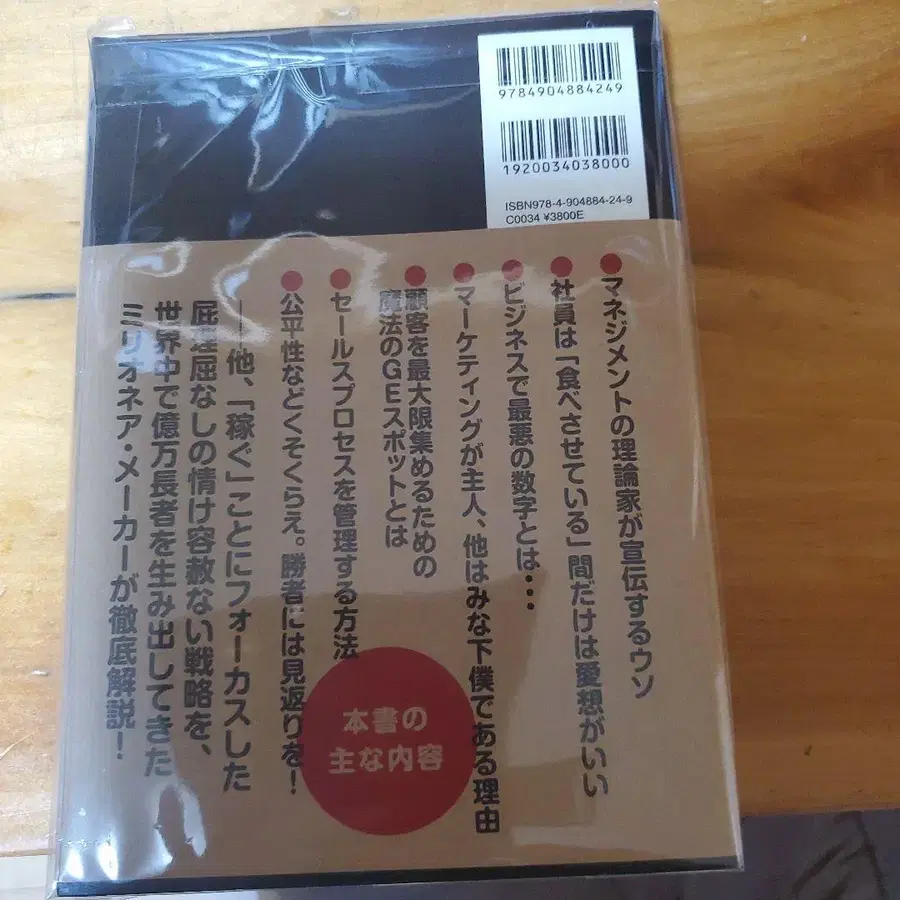 9784904884249
1920034038000
ISBN978-4-904884-24-9
C0034 ¥3800E
●マネジメントの理論家が宣伝するウソ
●社員は「食べさせている」間だけは愛想がいい
●ビジネスで最悪の数字とは・・・
●マーケティングが主人、他はみな下僕である理由
●顧客を最大限集めるための
魔法のGEスポットとは
●セールスプロセスを管理する方法
●公平性などくそくらえ。勝者には見返りを！
――他、「稼ぐ」ことにフォーカスした
屁理屈なしの情け容赦ない戦略を、
世界中で億万長者を生み出してきた
ミリオネア・メーカーが徹底解説！
本書の
主な内容